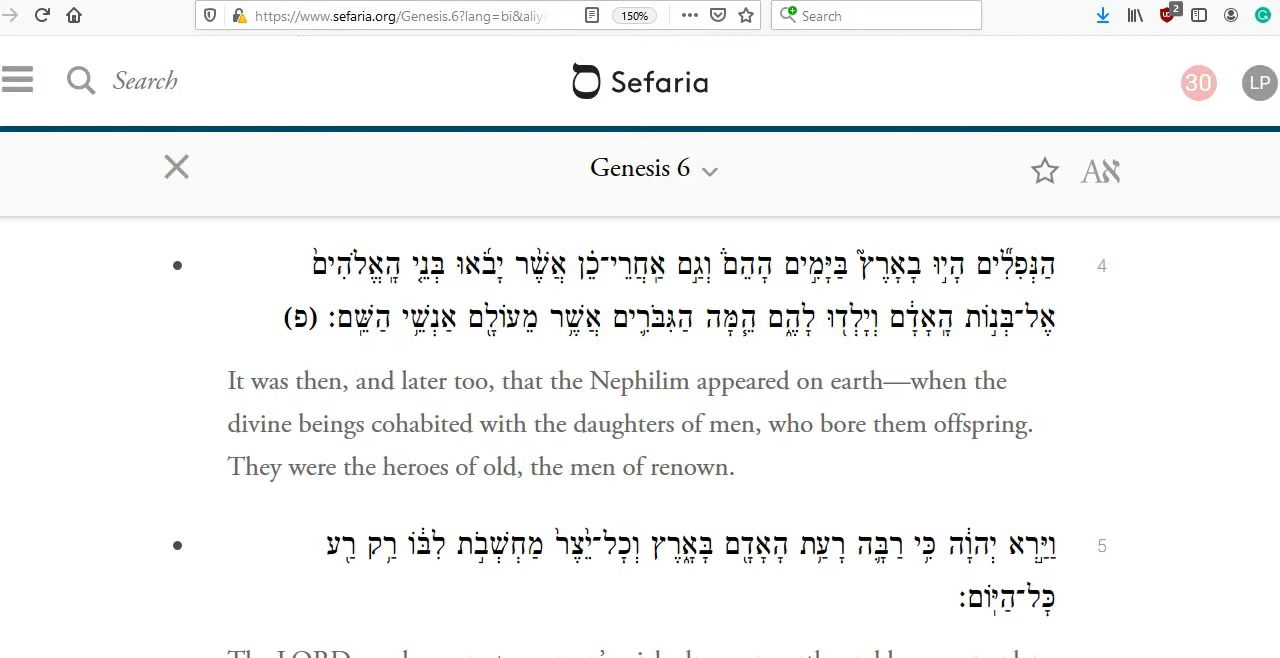 https://www.sefaria.org/Genesis.6?lang=bi&aliy
150%
Search
2
Search
Sefaria
30
LP
Genesis 6
הַנְּפִלִ֞ים הָי֣וּ בָאָרֶץ֮ בַּיָּמִ֣ים הָהֵם֒ וְגַ֣ם אַֽחֲרֵי־כֵ֗ן אֲשֶׁ֨ר יָבֹ֜אוּ בְּנֵ֤י הָֽאֱלֹהִים֙
4
אֶל־בְּנ֣וֹת הָֽאָדָ֔ם וְיָלְד֖וּ לָהֶ֑ם הֵ֧מָּה הַגִּבֹּרִ֛ים אֲשֶׁ֥ר מֵעוֹלָ֖ם אַנְשֵׁ֥י הַשֵּֽׁם׃ (פ)
It was then, and later too, that the Nephilim appeared on earth—when the
divine beings cohabited with the daughters of men, who bore them offspring.
They were the heroes of old, the men of renown.
וַיַּ֣רְא יְהוָ֔ה כִּ֥י רַבָּ֛ה רָעַ֥ת הָאָדָ֖ם בָּאָ֑רֶץ וְכָל־יֵ֙צֶר֙ מַחְשְׁבֹ֣ת לִבּ֔וֹ רַ֥ק רַ֖ע
5
כָּל־הַיּֽוֹם׃